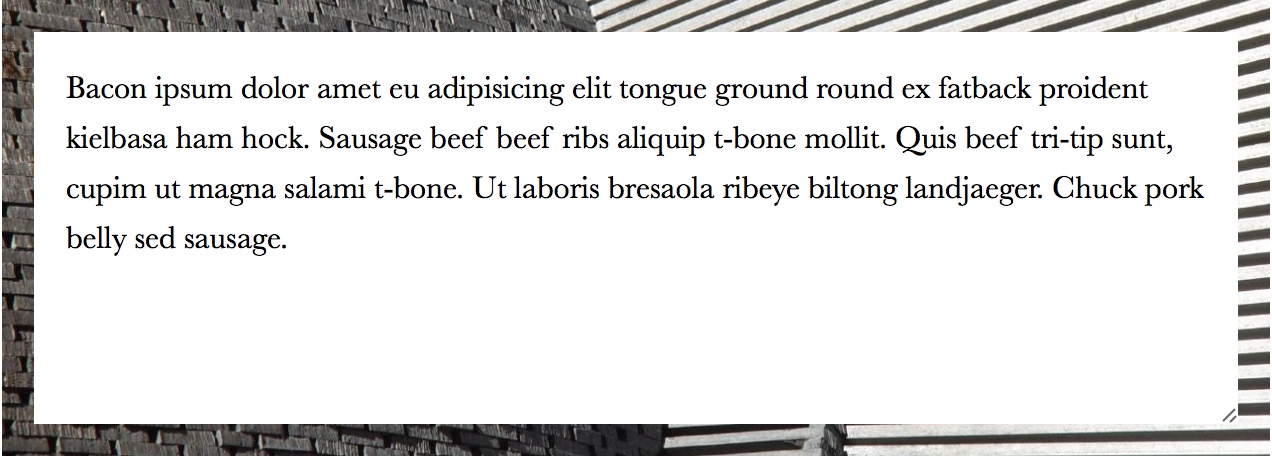 Bacon ipsum dolor amet eu adipisicing elit tongue ground round ex fatback proident
kielbasa ham hock. Sausage beef beef ribs aliquip t-bone mollit. Quis beef tri-tip sunt,
cupim ut magna salami t-bone. Ut laboris bresaola ribeye biltong landjaeger. Chuck pork
belly sed sausage.